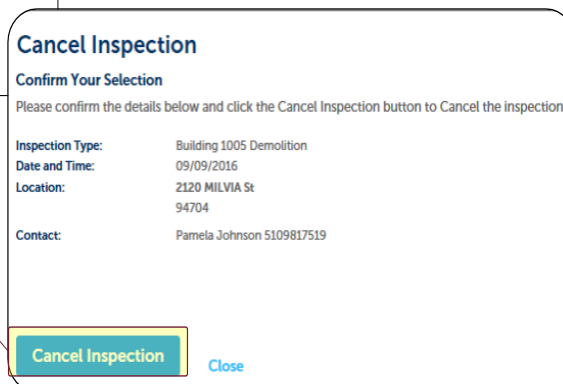 Cancel Inspection
Confirm Your Selection
Please confirm the details below and click the Cancel Inspection button to Cancel the inspection
Inspection Type: Building 1005 Demolition
Date and Time: 09/09/2016
Location: 2120 MILVIA St
94704
Contact: Pamela Johnson 5109817519
Cancel Inspection Close